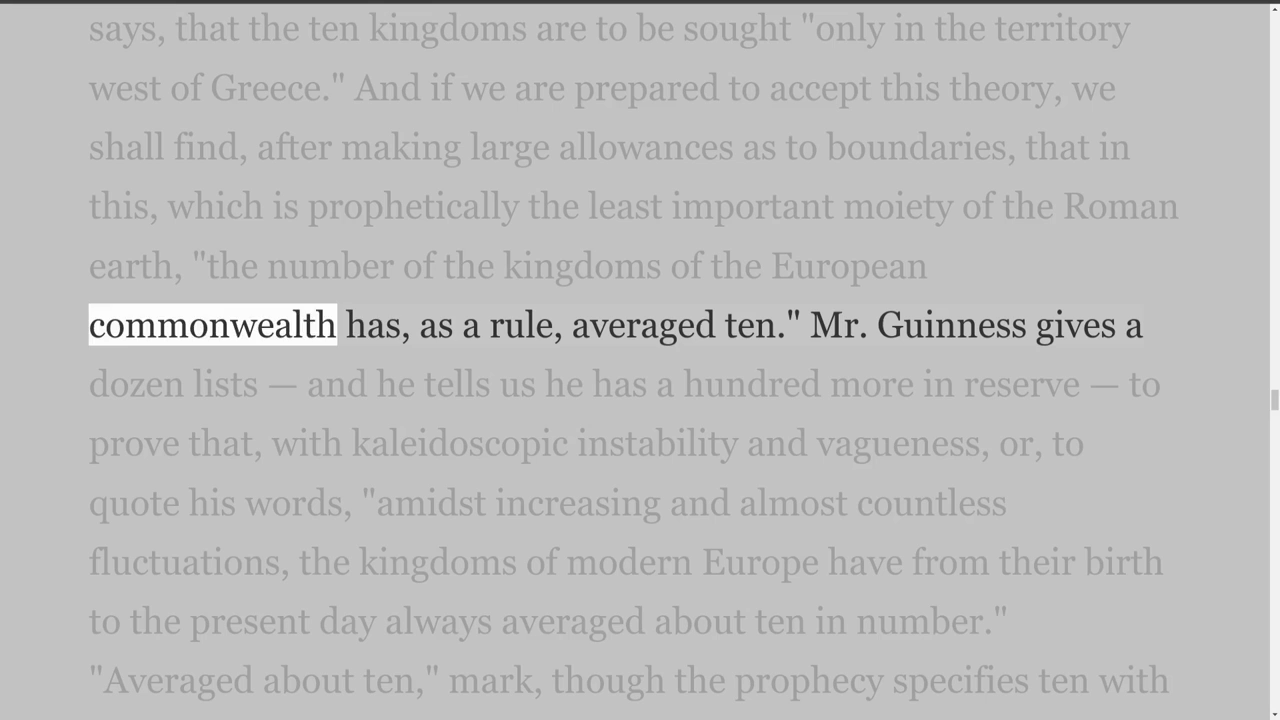 says, that the ten kingdoms are to be sought "only in the territory
west of Greece." And if we are prepared to accept this theory, we
shall find, after making large allowances as to boundaries, that in
this, which is prophetically the least important moiety of the Roman
earth, "the number of the kingdoms of the European
commonwealth has, as a rule, averaged ten." Mr. Guinness gives a
dozen lists — and he tells us he has a hundred more in reserve — to
prove that, with kaleidoscopic instability and vagueness, or, to
quote his words, "amidst increasing and almost countless
fluctuations, the kingdoms of modern Europe have from their birth
to the present day always averaged about ten in number."
"Averaged about ten," mark, though the prophecy specifies ten with